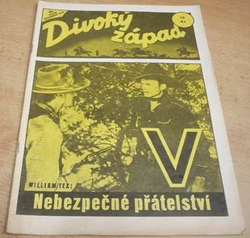 Divoký
západ
V
WILLIAM TEX:
Nebezpečné přátelství